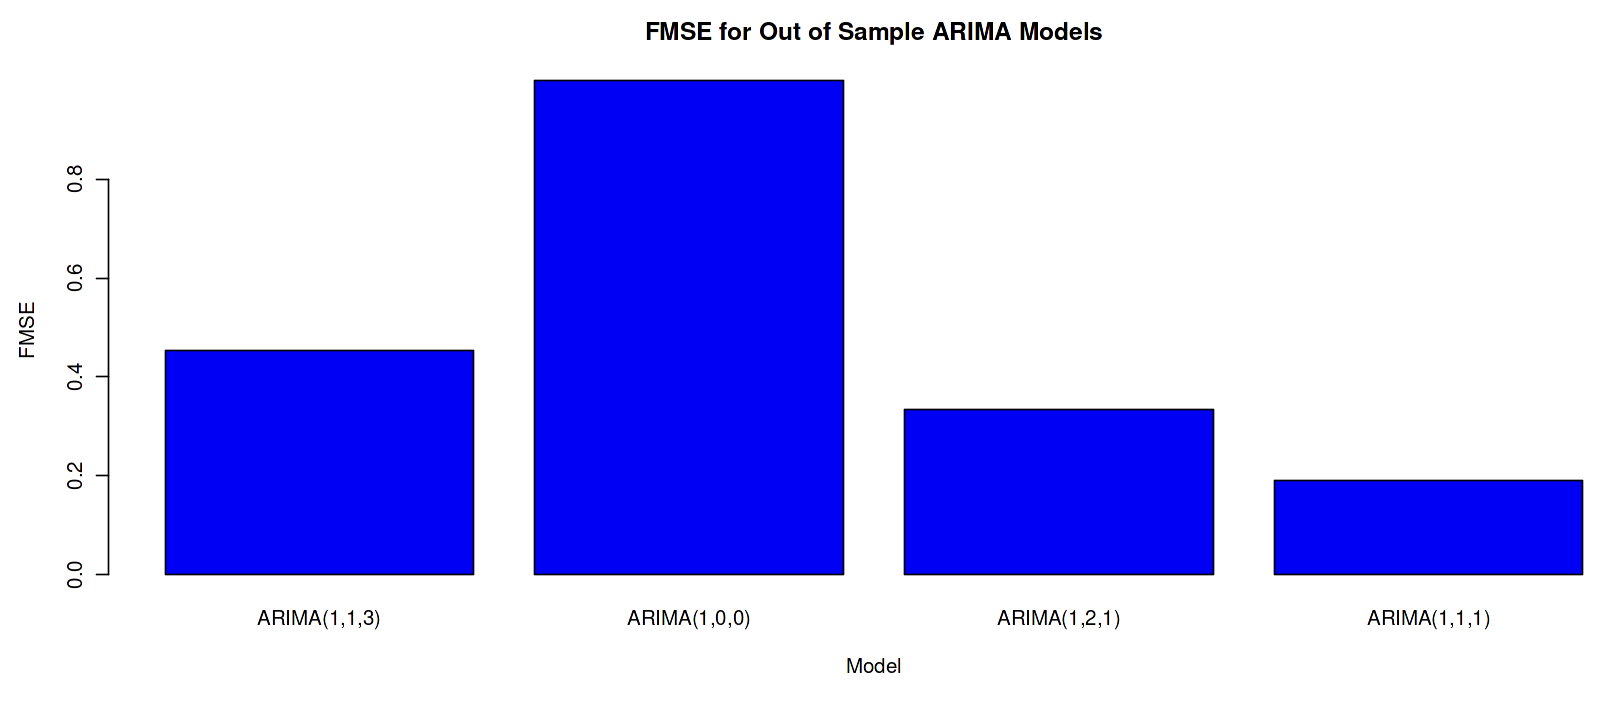 FMSE for Out of Sample ARIMA Models
FMSE
0.8
0.6
0.4
0.2
0.0
ARIMA(1,1,3) ARIMA(1,0,0) ARIMA(1,2,1) ARIMA(1,1,1)
Model